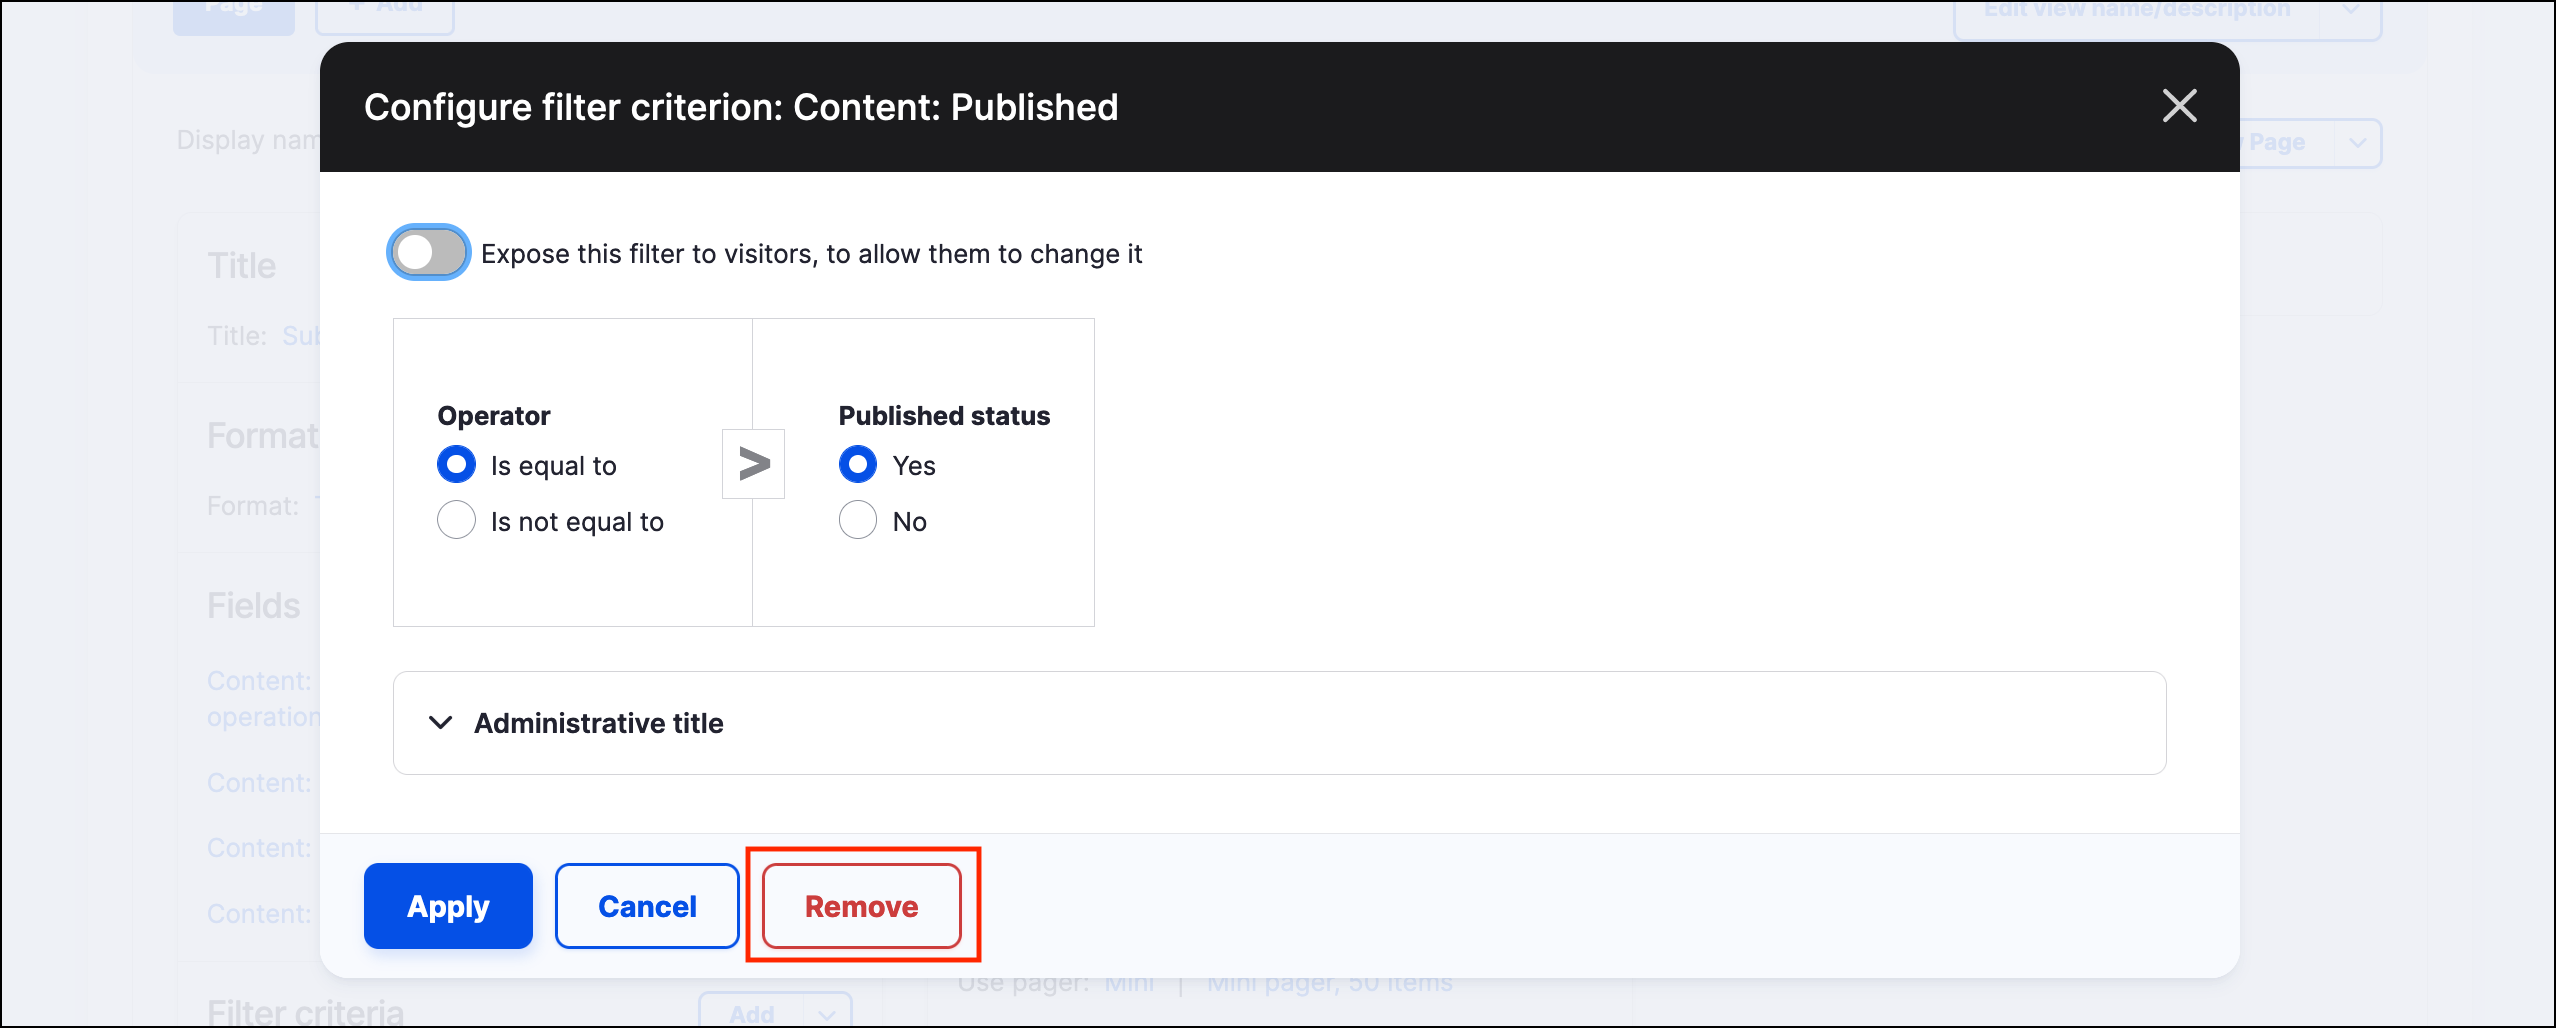 Page
+ Add
Edit view name/description
Configure filter criterion: Content: Published
Display nam
Page
Expose this filter to visitors, to allow them to change it
Title
Title: Sub
Operator
Published status
Format
Is equal to
>
Yes
Format:
Is not equal to
No
Fields
Content:
operation
Administrative title
Content:
Content:
Apply
Cancel
Remove
Content:
Use pager: Mini | Mini pager, 50 items
Filter criteria
Add